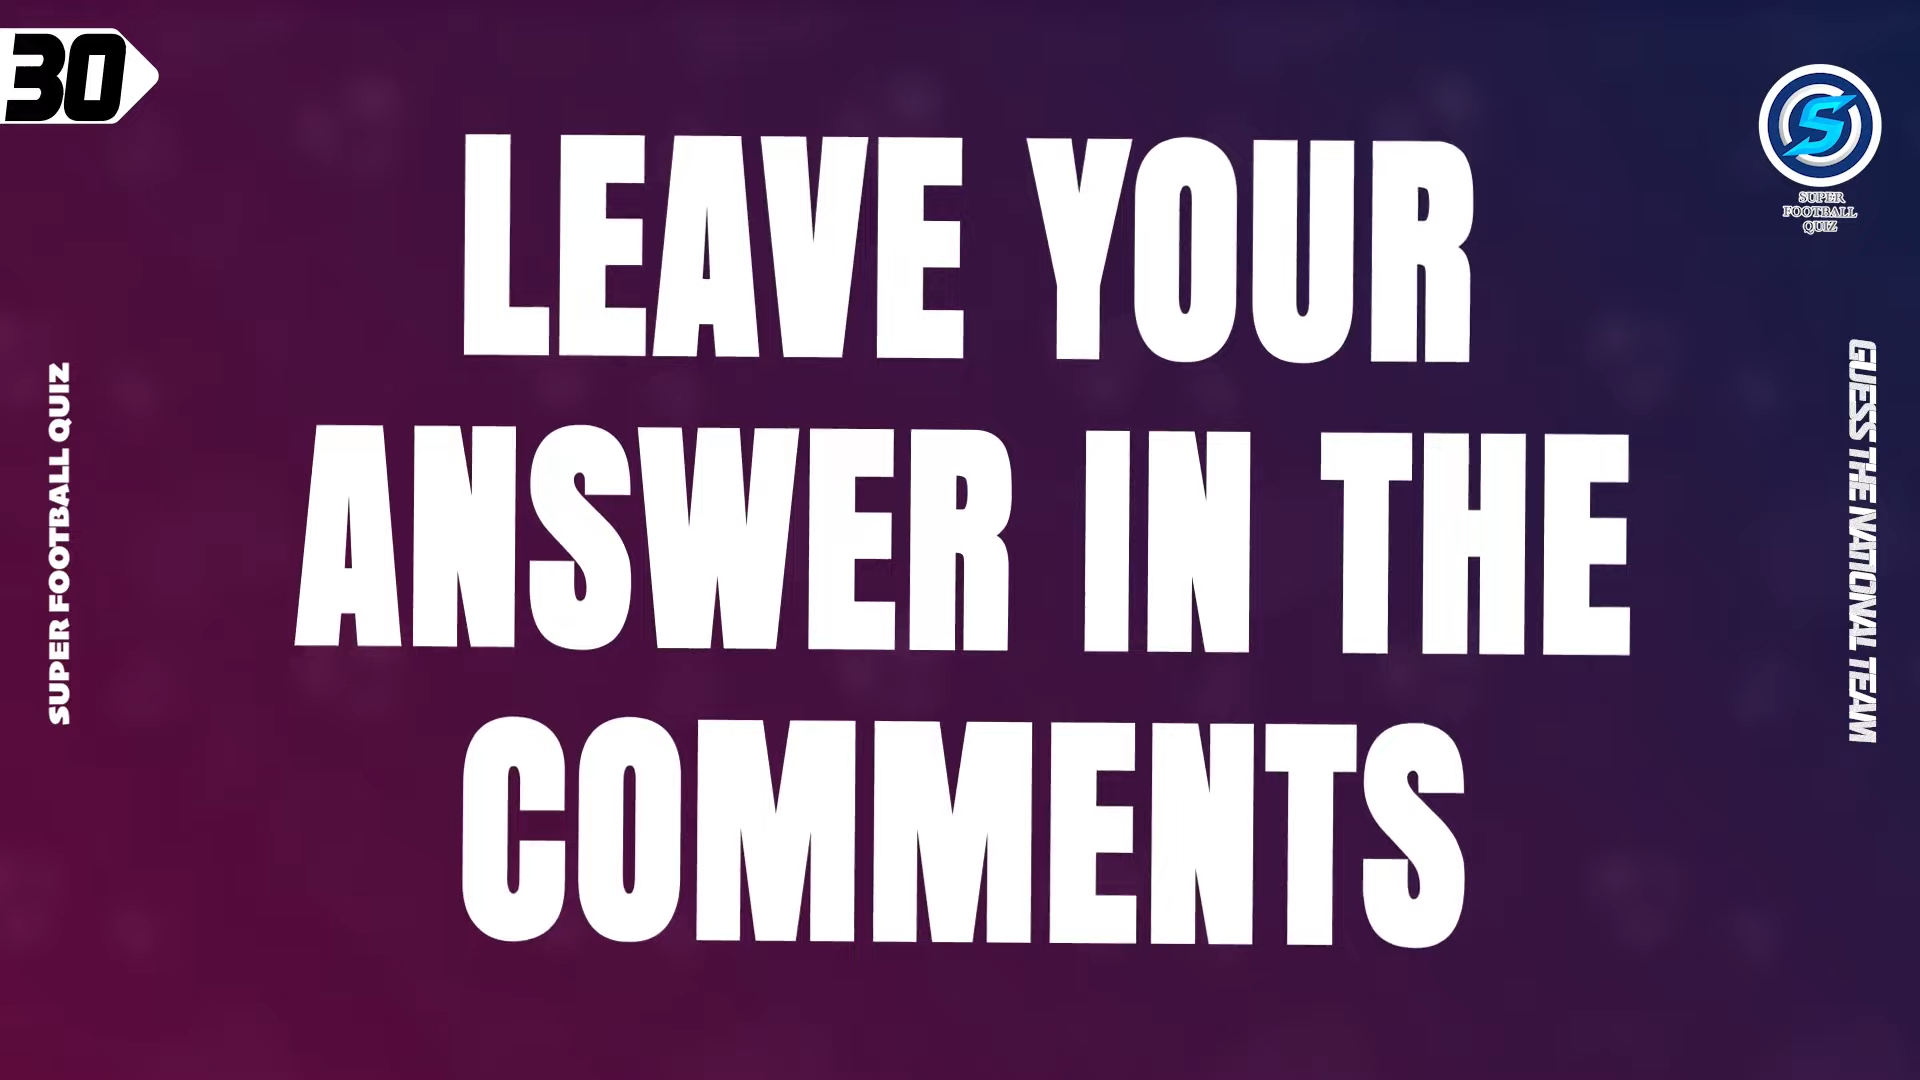 30
LEAVE YOUR
ANSWER IN THE
COMMENTS
SUPER
FOOTBALL
QUIZ
SUPER FOOTBALL QUIZ
GUESS THE NATIONAL TEAM